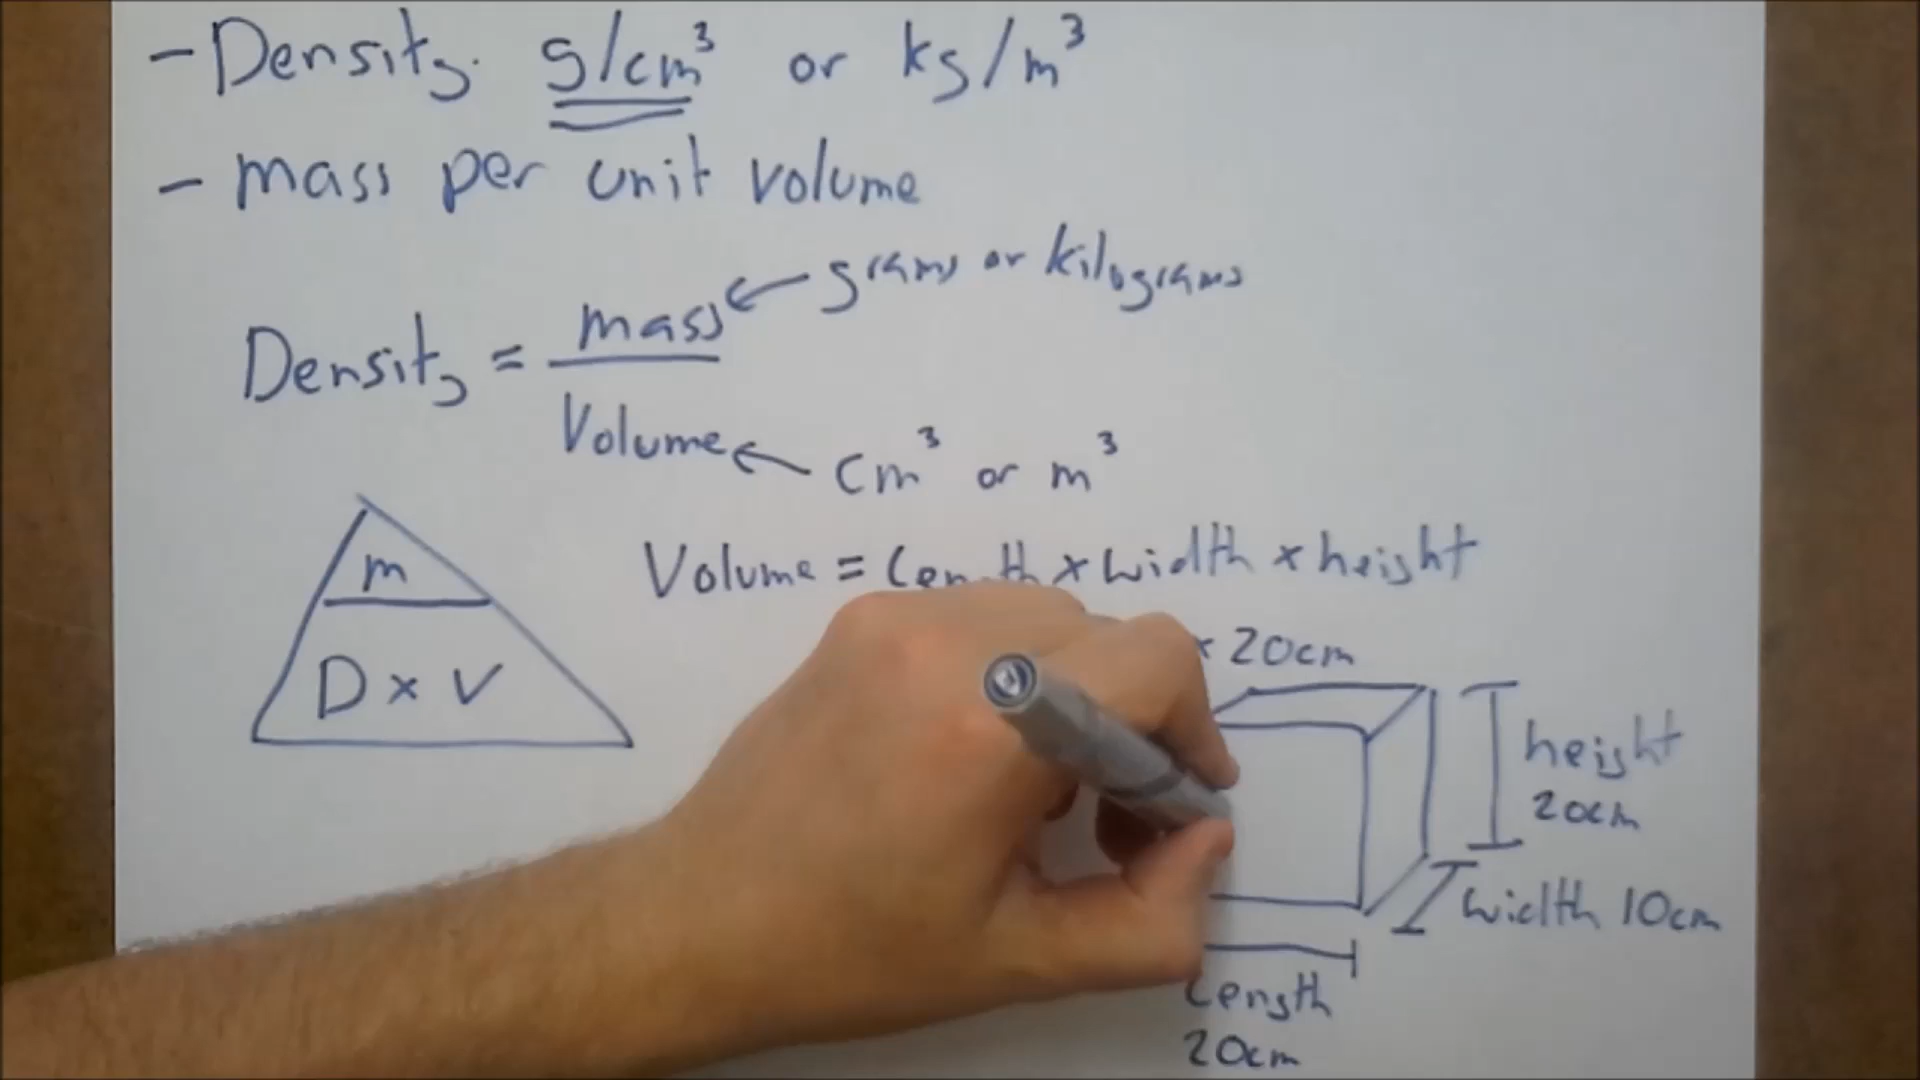 - Density. g/cm³ or kg/m³
- mass per unit volume
Density = mass ← grams or kilograms
Volume ← cm³ or m³
m
D × V
Volume = Length × width × height
× 20cm
height
20cm
width 10cm
Length
20cm